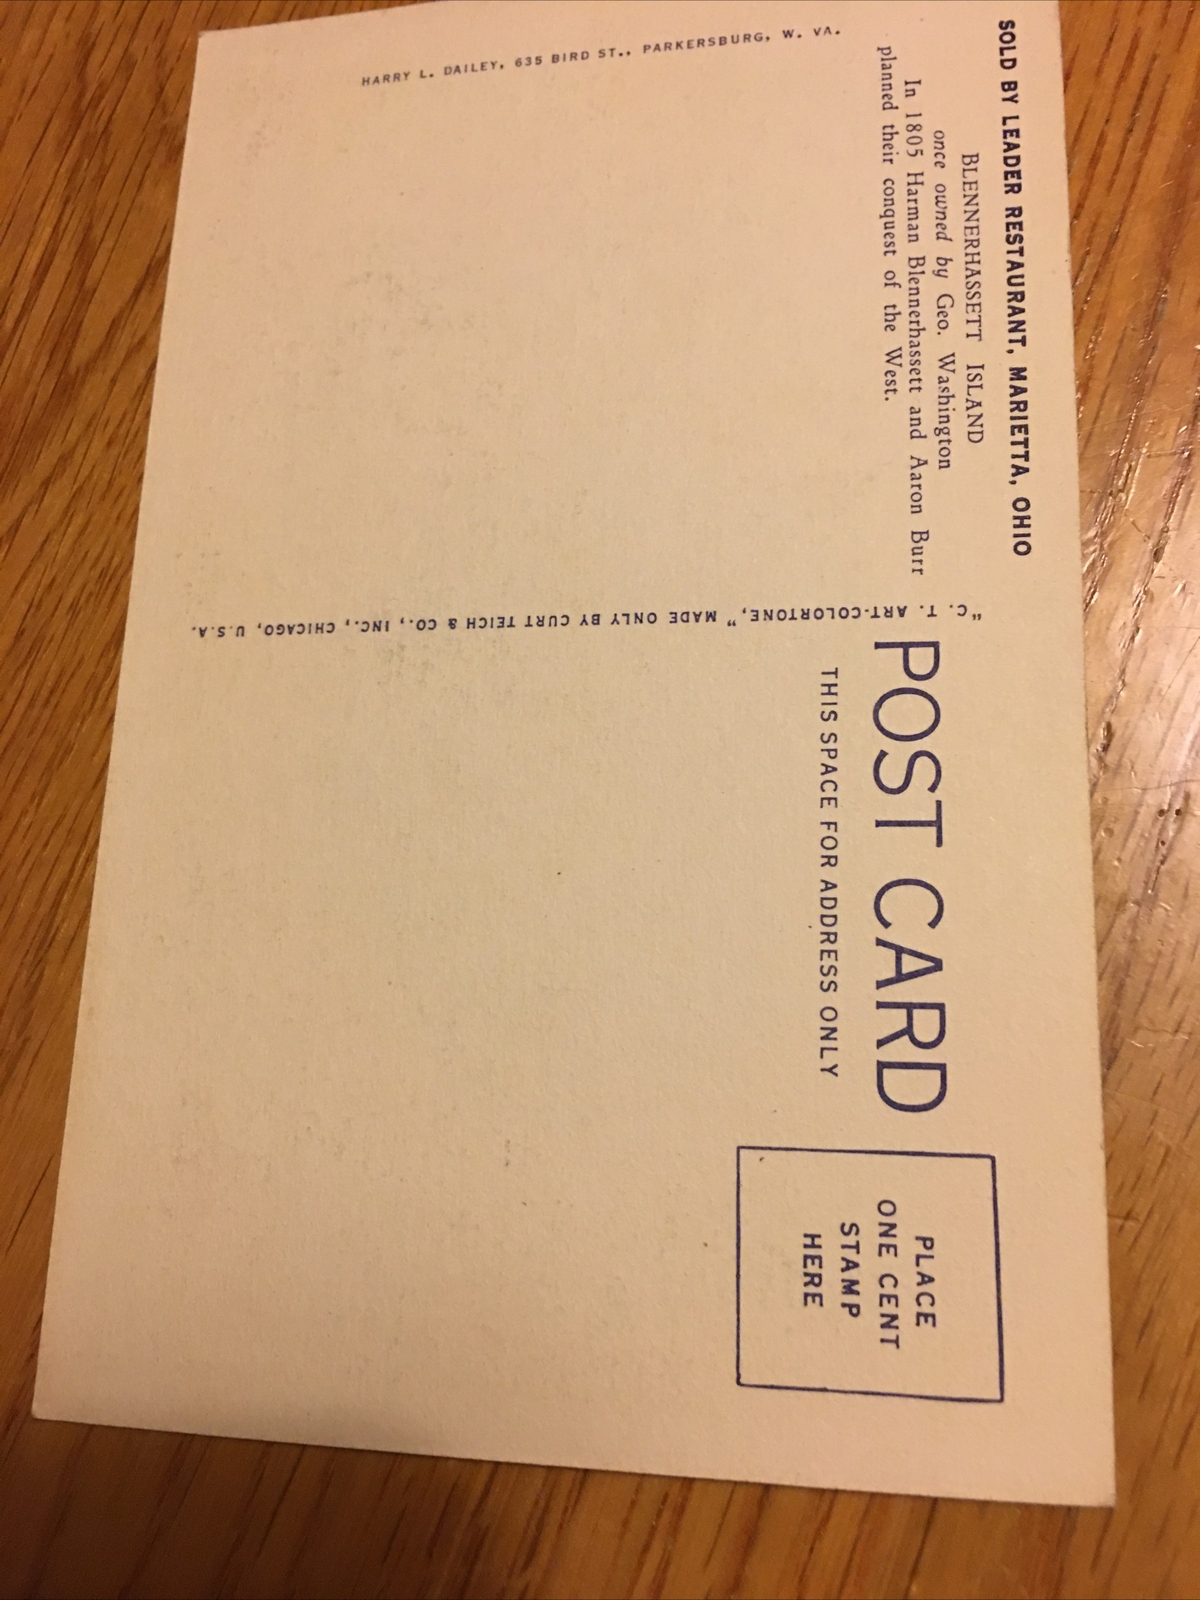 SOLD BY LEADER RESTAURANT, MARIETTA, OHIO
BLENNERHASSETT ISLAND
once owned by Geo. Washington
In 1805 Harman Blennerhassett and Aaron Burr
planned their conquest of the West.
HARRY L. DAILEY, 635 BIRD ST., PARKERSBURG, W. VA.
"C. T. ART-COLORTONE," MADE ONLY BY CURT TEICH & CO., INC., CHICAGO, U.S.A.
POST CARD
THIS SPACE FOR ADDRESS ONLY
PLACE
ONE CENT
STAMP
HERE